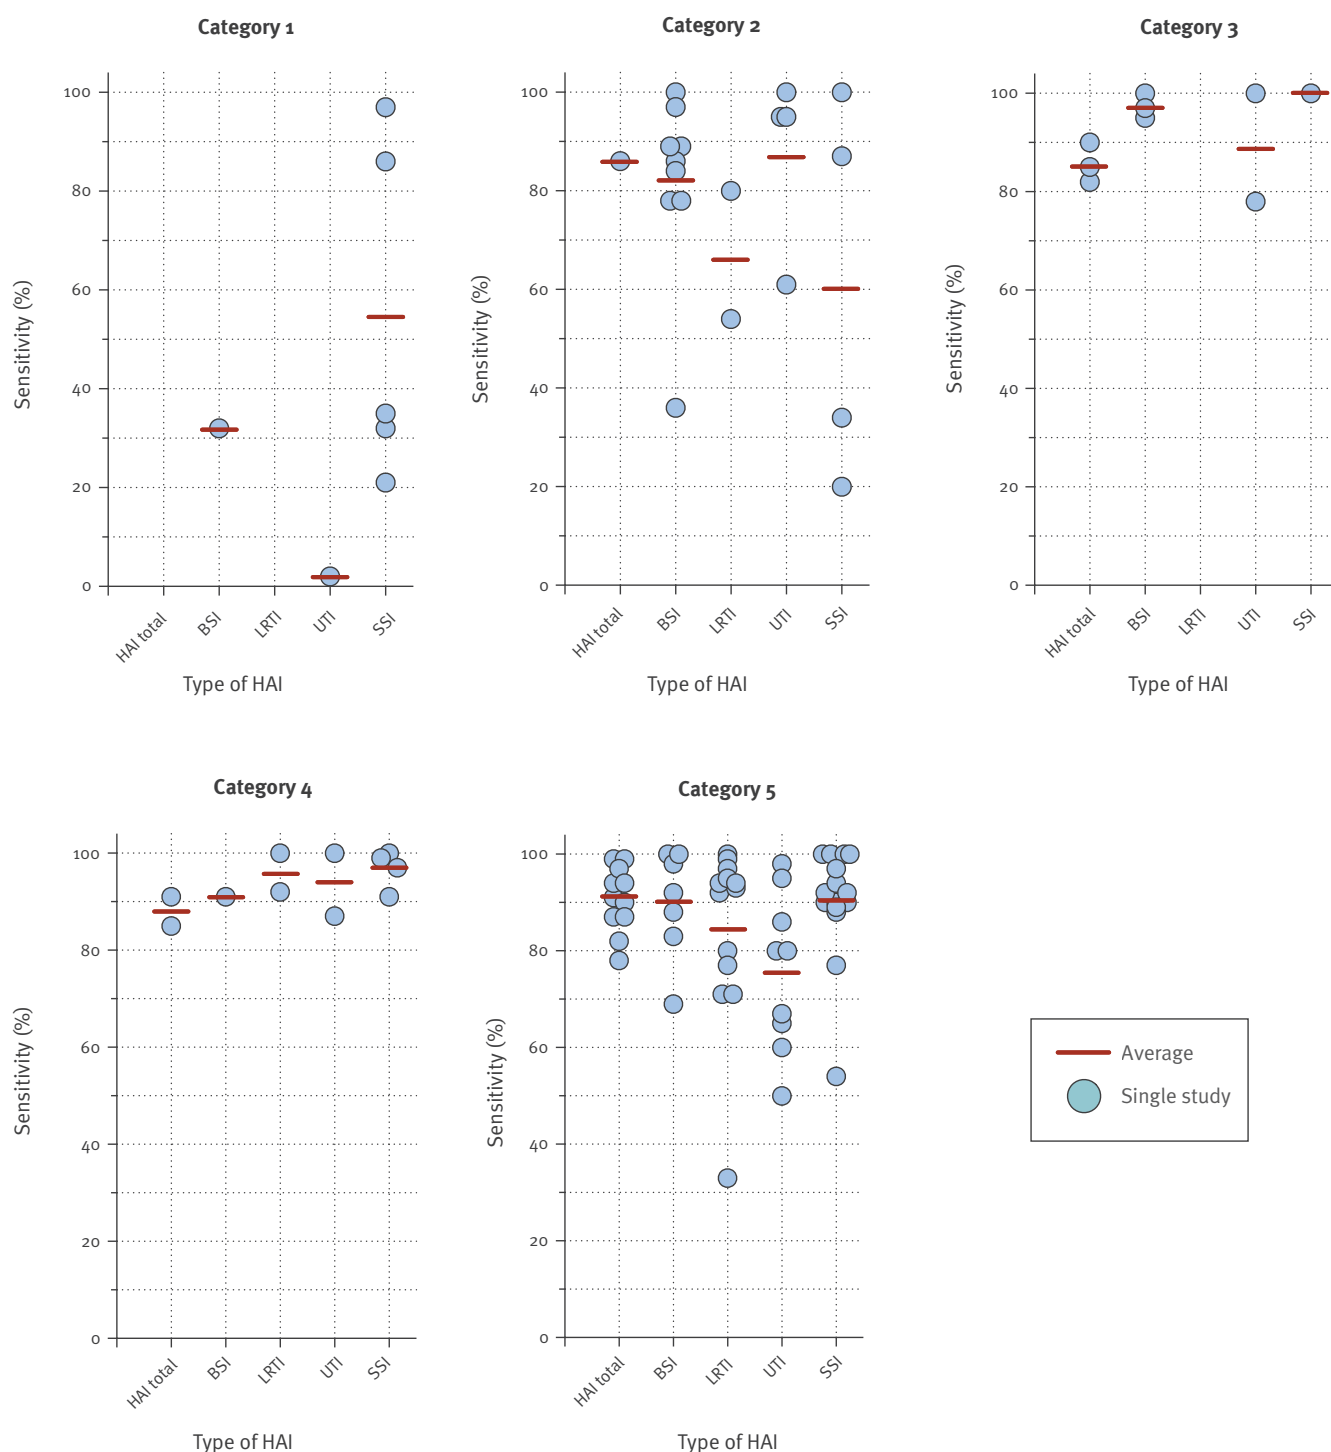 Category 1
Sensitivity (%)
100
80
60
40
20
0
HAI total
BSI
LRTI
UTI
SSI
Type of HAI
Category 2
Sensitivity (%)
100
80
60
40
20
0
HAI total
BSI
LRTI
UTI
SSI
Type of HAI
Category 3
Sensitivity (%)
100
80
60
40
20
0
HAI total
BSI
LRTI
UTI
SSI
Type of HAI
Category 4
Sensitivity (%)
100
80
60
40
20
0
HAI total
BSI
LRTI
UTI
SSI
Type of HAI
Category 5
Sensitivity (%)
100
80
60
40
20
0
HAI total
BSI
LRTI
UTI
SSI
Type of HAI
Average
Single study